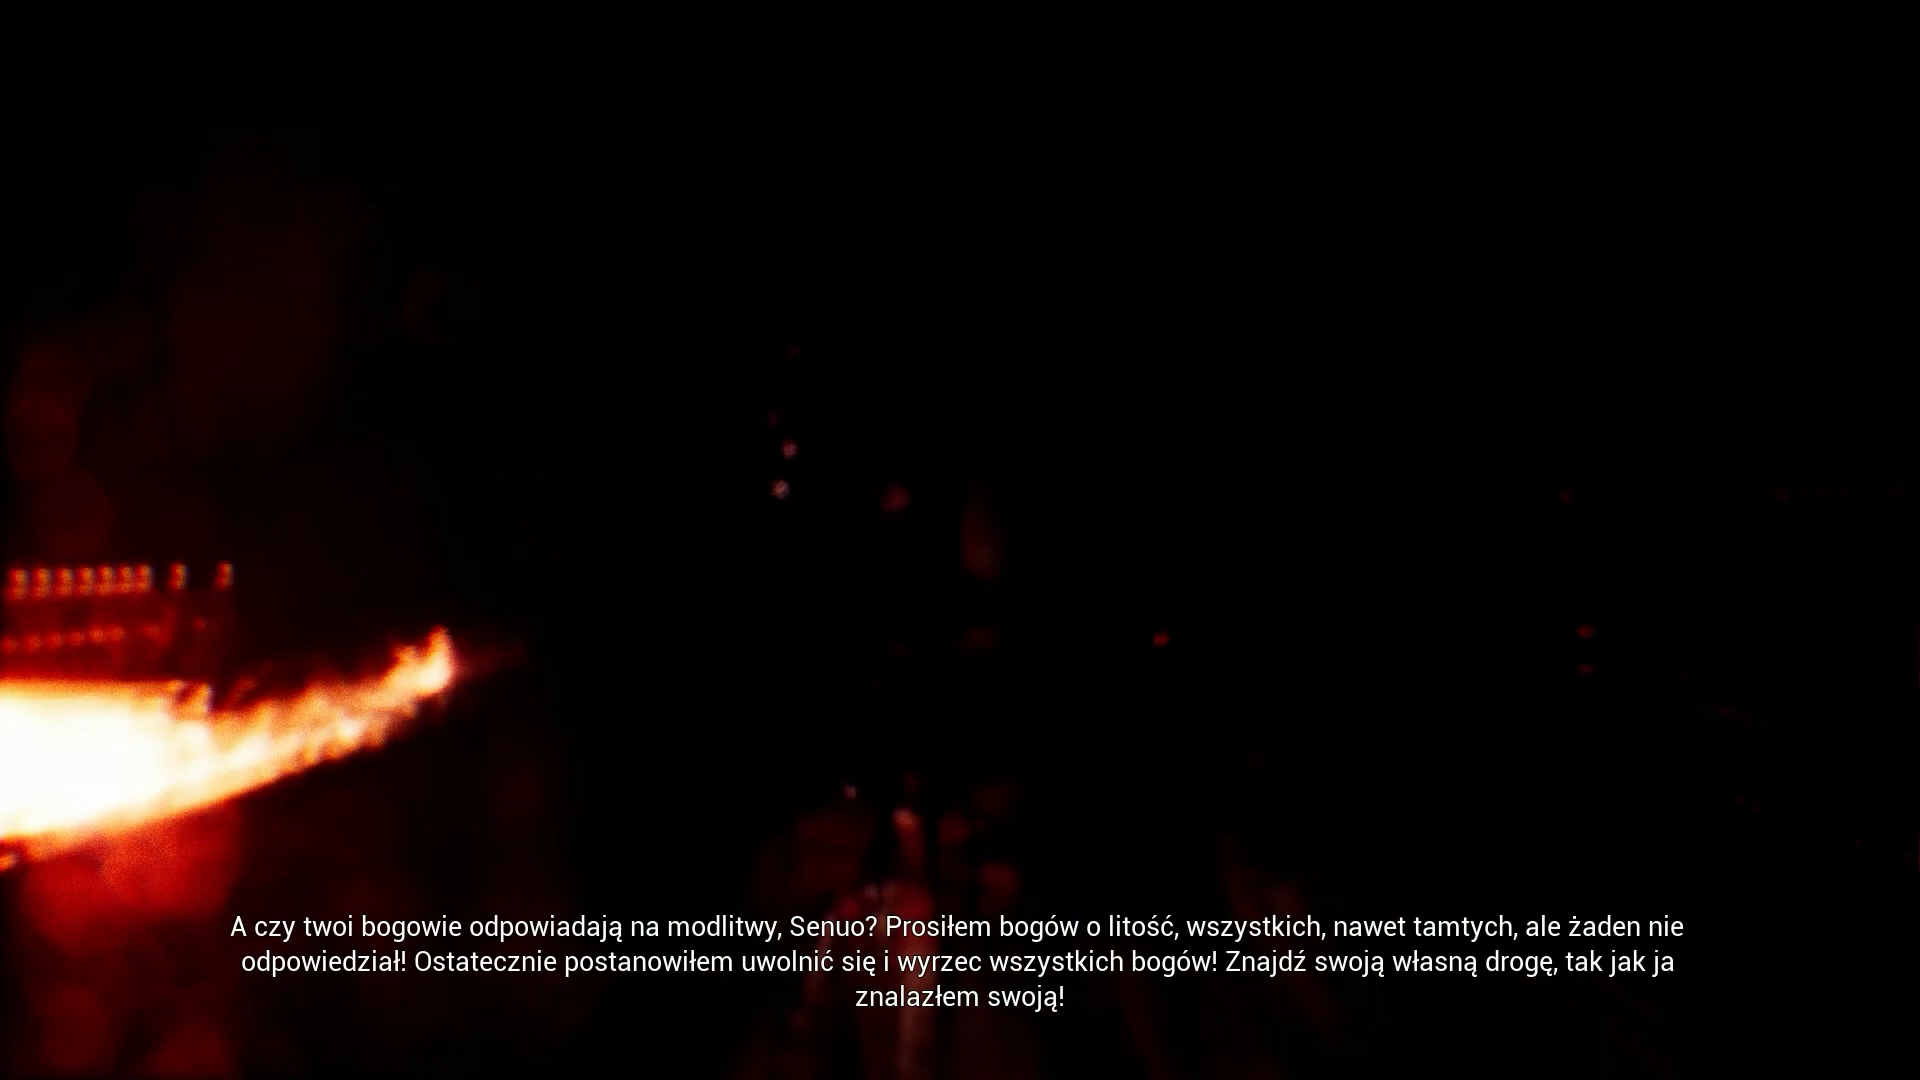 A czy twoi bogowie odpowiadają na modlitwy, Senuo? Prosiłem bogów o litość, wszystkich, nawet tamtych, ale żaden nie
odpowiedział! Ostatecznie postanowiłem uwolnić się i wyrzec wszystkich bogów! Znajdź swoją własną drogę, tak jak ja
znalazłem swoją!